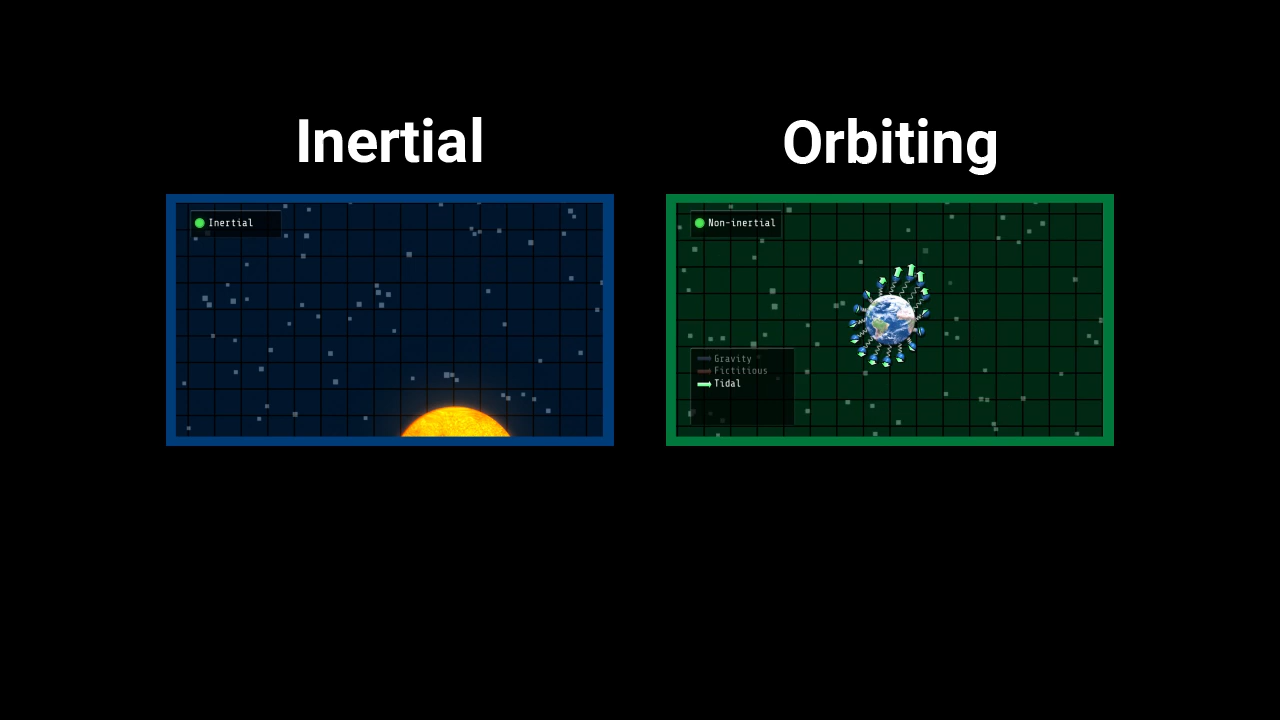 Inertial
Orbiting
Inertial
Non-inertial
Gravity
Fictitious
Tidal